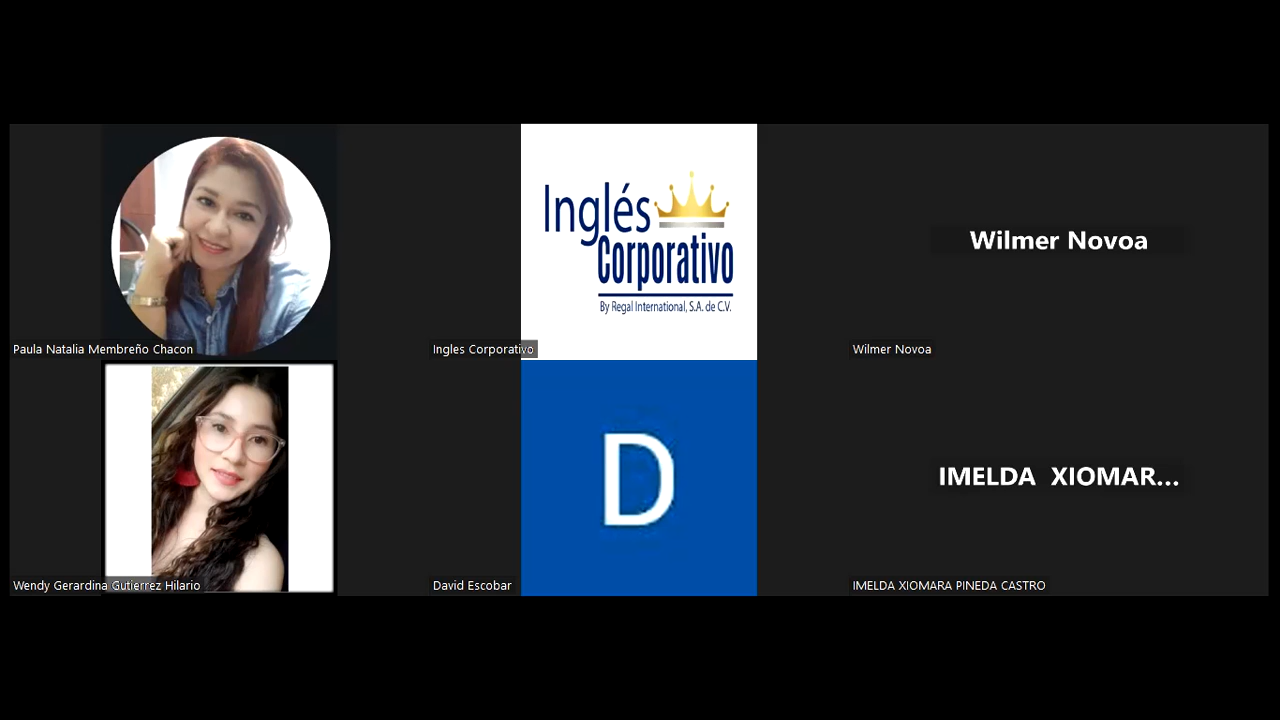 Paula Natalia Membreño Chacon
Inglés
Corporativo
By Regal International, S.A. de C.V.
Ingles Corporativo
Wilmer Novoa
Wilmer Novoa
Wendy Gerardina Gutierrez Hilario
D
David Escobar
IMELDA XIOMAR...
IMELDA XIOMARA PINEDA CASTRO